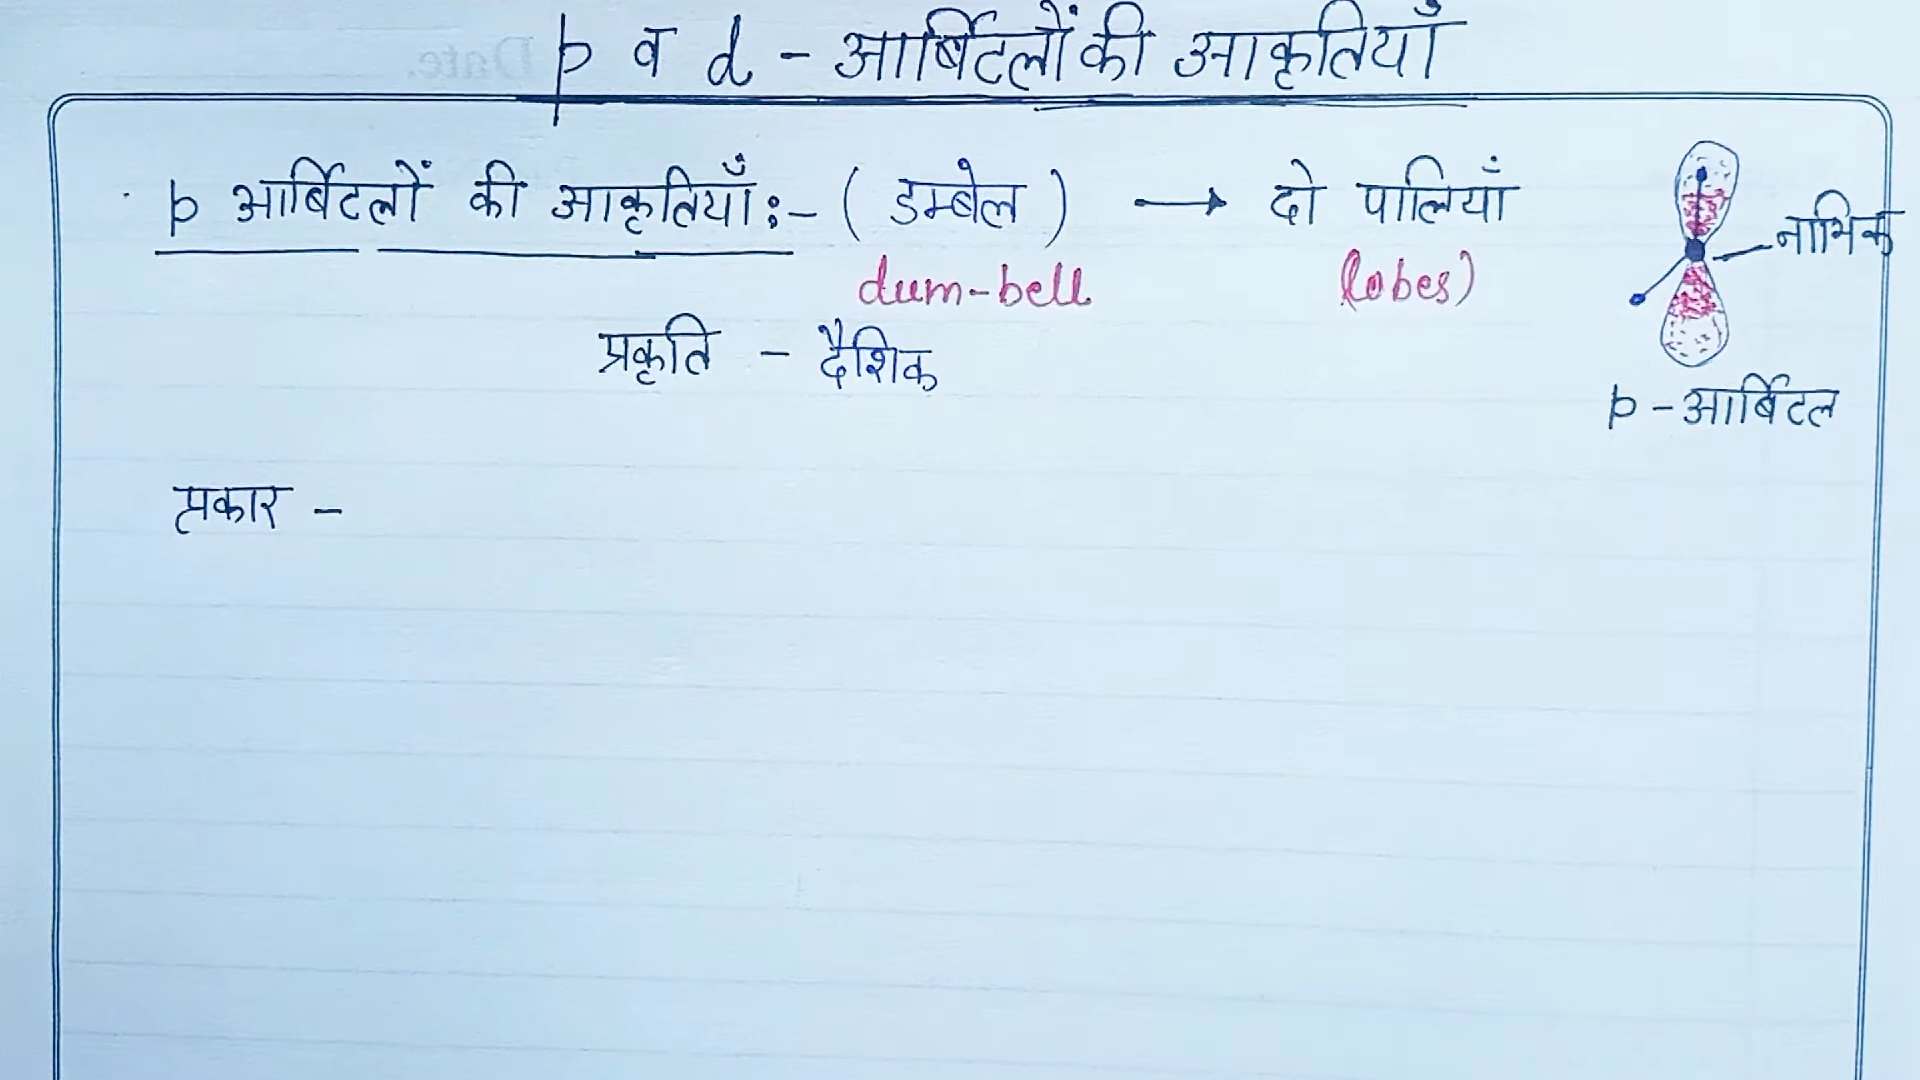 p व d - आर्बिटलों की आकृतियाँ
p आर्बिटलों की आकृतियाँ :- ( डम्बेल ) → दो पालियाँ
dum-bell (lobes)
नाभिक
प्रकृति - दैशिक
p - आर्बिटल
प्रकार -